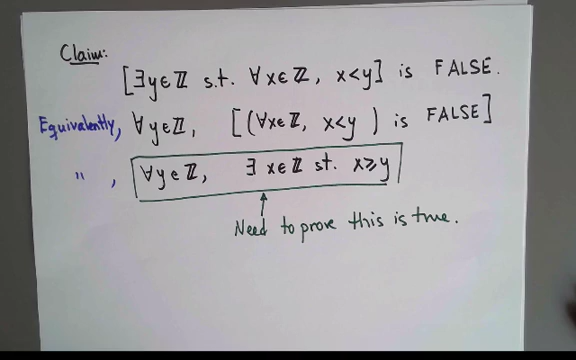 Claim:
[∃y∈ℤ s.t. ∀x∈ℤ, x<y] is FALSE.
Equivalently, ∀y∈ℤ, [(∀x∈ℤ, x<y) is FALSE]
", ∀y∈ℤ, ∃ x∈ℤ st. x≥y
Need to prove this is true.